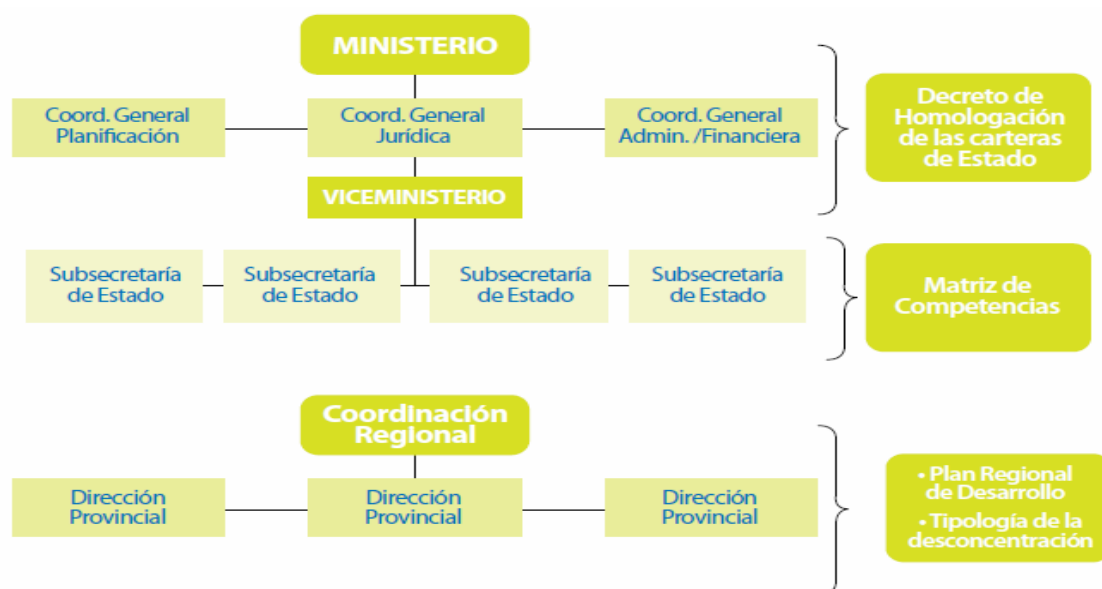 MINISTERIO
Coord. General
Planificación
Coord. General
Jurídica
Coord. General
Admin. /Financiera
Decreto de
Homologación
de las carteras
de Estado
VICEMINISTERIO
Subsecretaría
de Estado
Subsecretaría
de Estado
Subsecretaría
de Estado
Subsecretaría
de Estado
Matriz de
Competencias
Coordinación
Regional
Dirección
Provincial
Dirección
Provincial
Dirección
Provincial
• Plan Regional
de Desarrollo
• Tipología de la
desconcentración